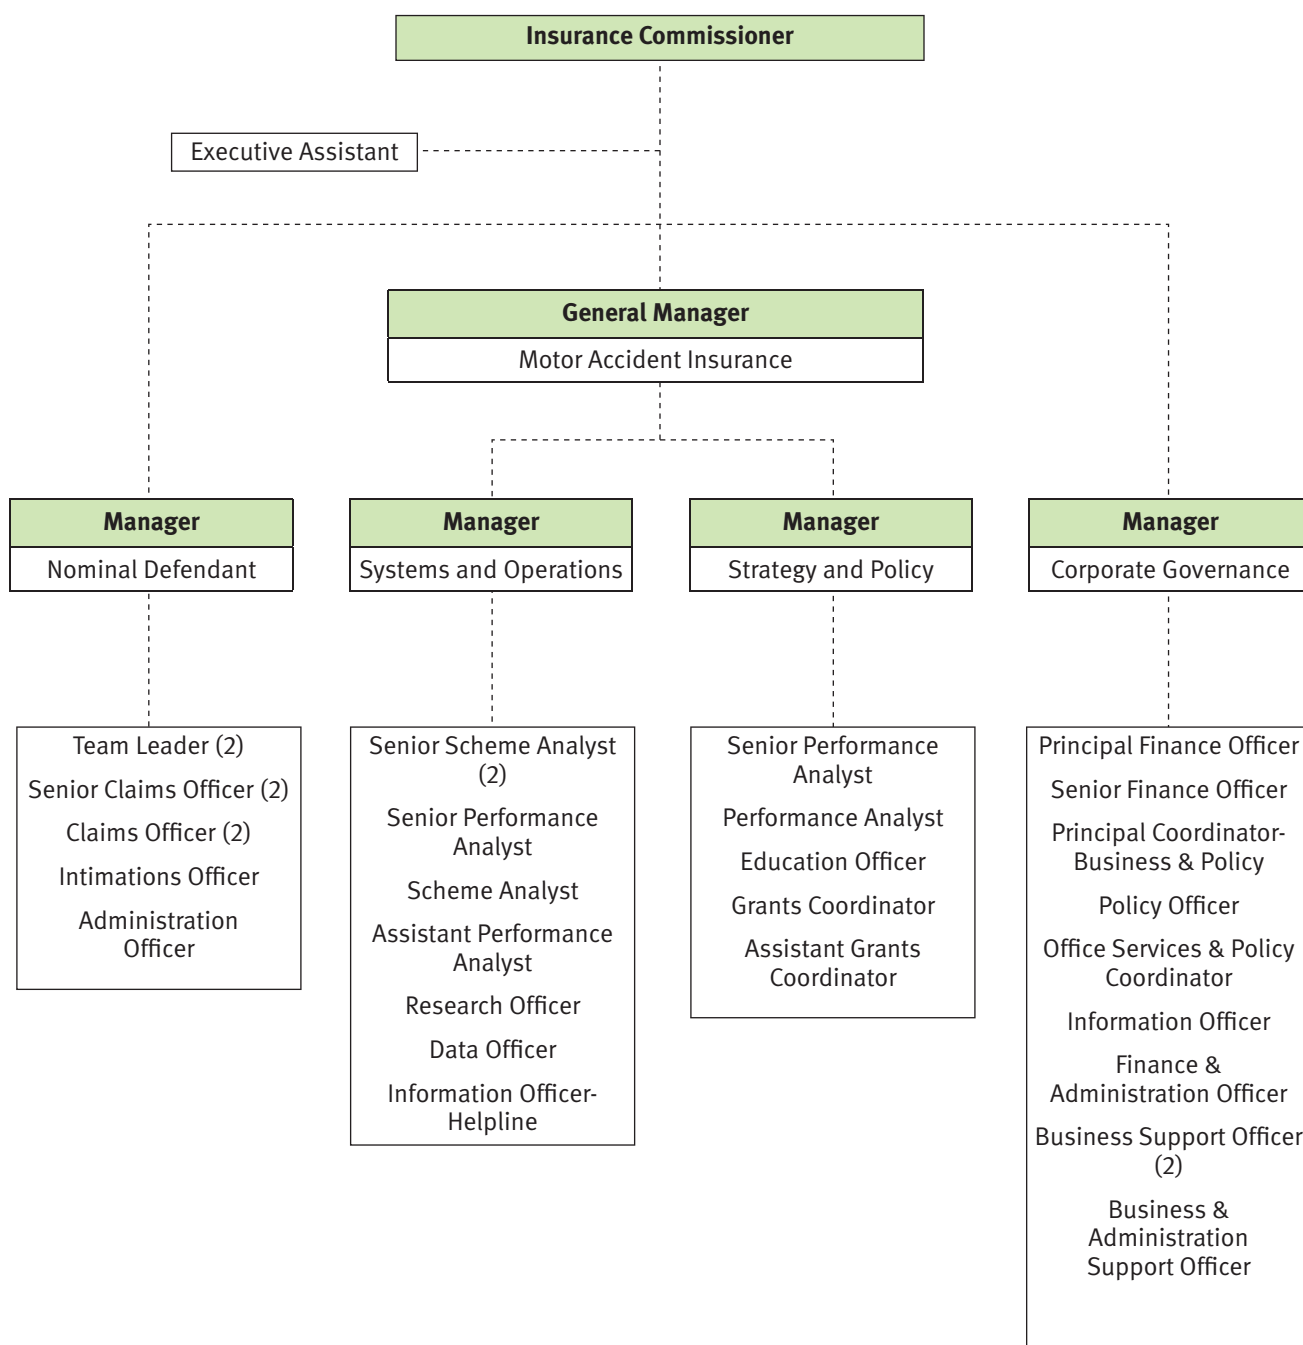 Insurance Commissioner
Executive Assistant
General Manager
Motor Accident Insurance
Manager
Nominal Defendant
Manager
Systems and Operations
Manager
Strategy and Policy
Manager
Corporate Governance
Team Leader (2)
Senior Claims Officer (2)
Claims Officer (2)
Intimations Officer
Administration
Officer
Senior Scheme Analyst
(2)
Senior Performance
Analyst
Scheme Analyst
Assistant Performance
Analyst
Research Officer
Data Officer
Information Officer-
Helpline
Senior Performance
Analyst
Performance Analyst
Education Officer
Grants Coordinator
Assistant Grants
Coordinator
Principal Finance Officer
Senior Finance Officer
Principal Coordinator-
Business & Policy
Policy Officer
Office Services & Policy
Coordinator
Information Officer
Finance &
Administration Officer
Business Support Officer
(2)
Business &
Administration
Support Officer